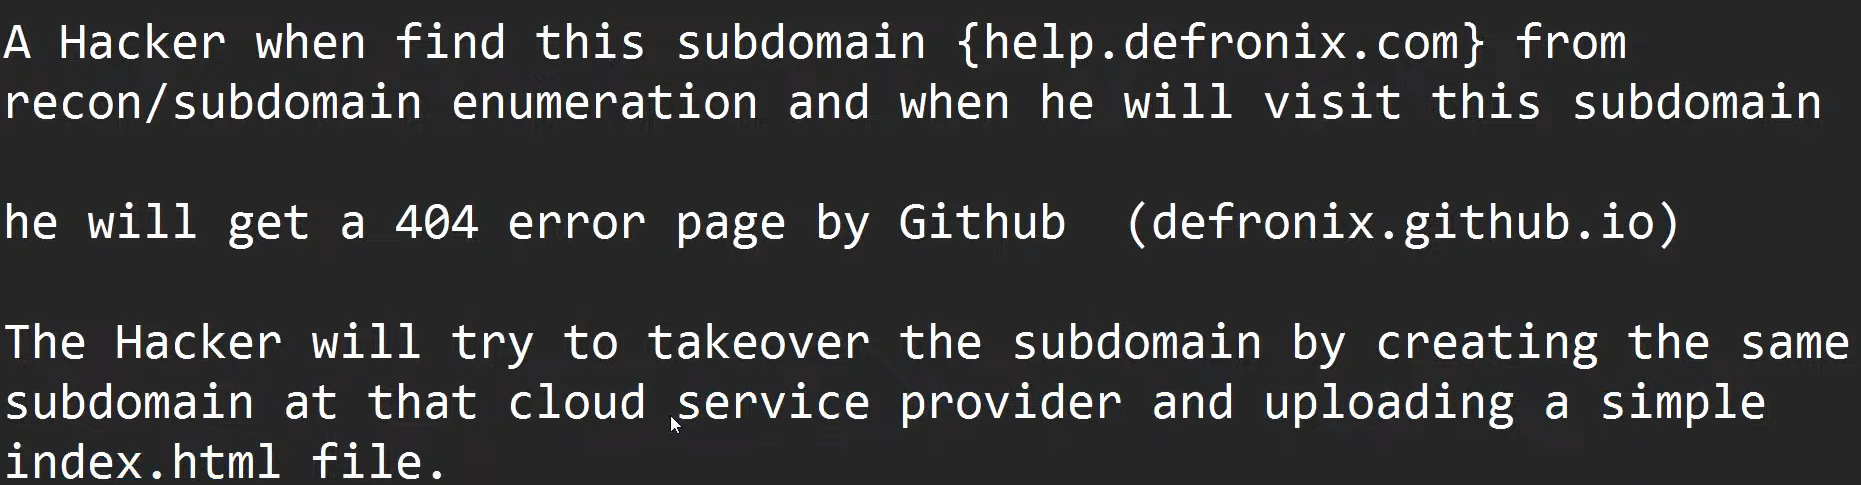 A Hacker when find this subdomain {help.defronix.com} from
recon/subdomain enumeration and when he will visit this subdomain
he will get a 404 error page by Github (defronix.github.io)
The Hacker will try to takeover the subdomain by creating the same
subdomain at that cloud service provider and uploading a simple
index.html file.